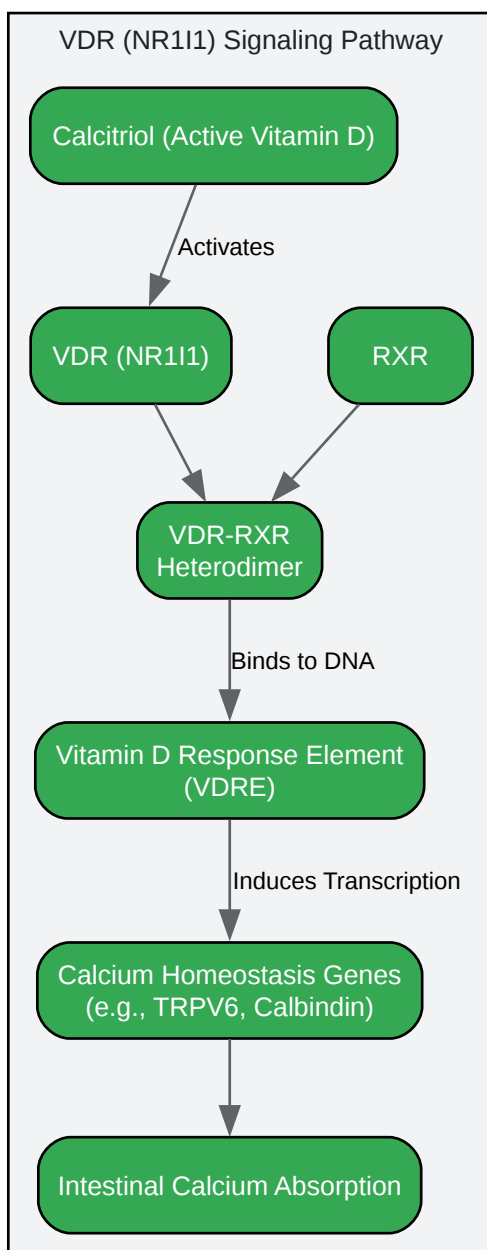 VDR (NR1I1) Signaling Pathway
Calcitriol (Active Vitamin D)
Activates
VDR (NR1I1)
RXR
VDR-RXR
Heterodimer
Binds to DNA
Vitamin D Response Element
(VDRE)
Induces Transcription
Calcium Homeostasis Genes
(e.g., TRPV6, Calbindin)
Intestinal Calcium Absorption